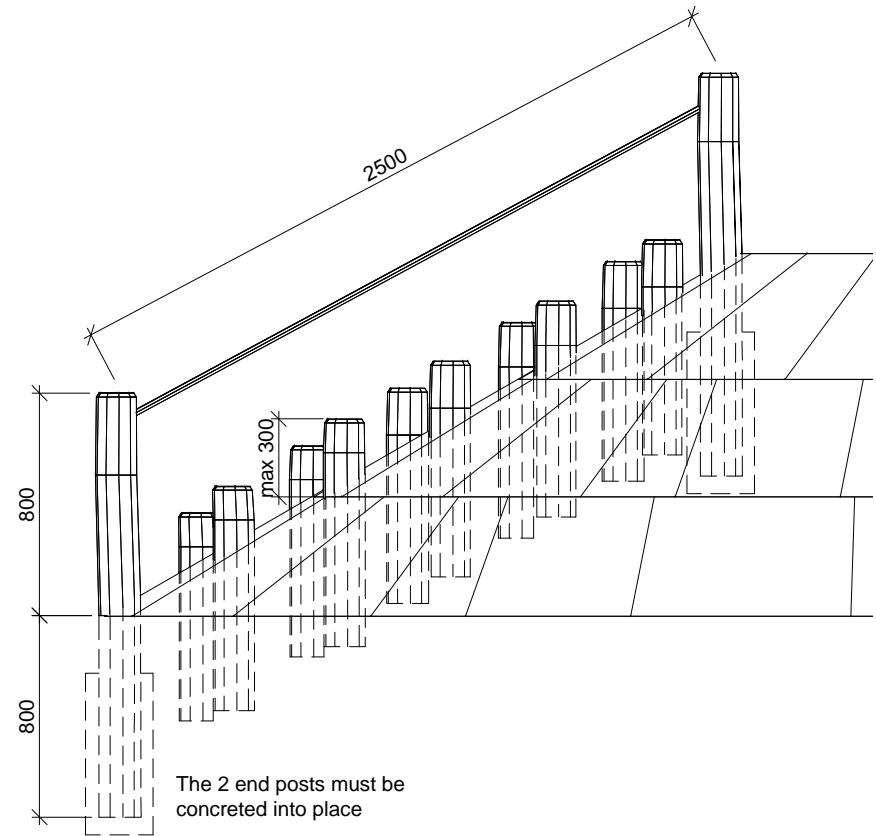 2500
800
max 300
800
The 2 end posts must be
concreted into place